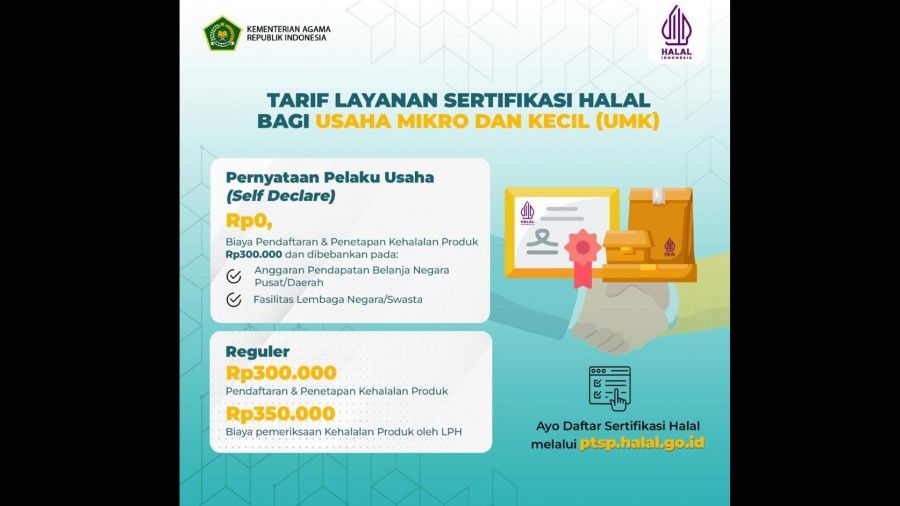 KEMENTERIAN AGAMA
REPUBLIK INDONESIA
HALAL
INDONESIA
TARIF LAYANAN SERTIFIKASI HALAL
BAGI USAHA MIKRO DAN KECIL (UMK)
Pernyataan Pelaku Usaha
(Self Declare)
Rp0,
Biaya Pendaftaran & Penetapan Kehalalan Produk
Rp300.000 dan dibebankan pada:
Anggaran Pendapatan Belanja Negara
Pusat/Daerah
Fasilitas Lembaga Negara/Swasta
HALAL
HALAL
Reguler
Rp300.000
Pendaftaran & Penetapan Kehalalan Produk
Rp350.000
Biaya pemeriksaan Kehalalan Produk oleh LPH
Ayo Daftar Sertifikasi Halal
melalui ptsp.halal.go.id